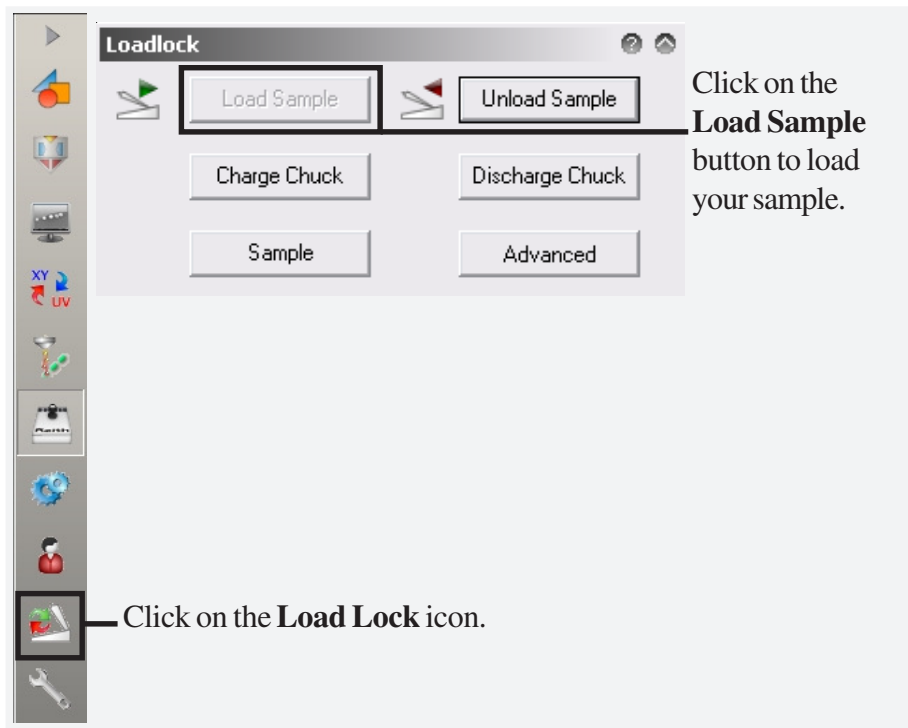 Loadlock
Load Sample
Unload Sample
Click on the
Load Sample
button to load
your sample.
Charge Chuck
Discharge Chuck
Sample
Advanced
XY
UV
Raith
Click on the Load Lock icon.